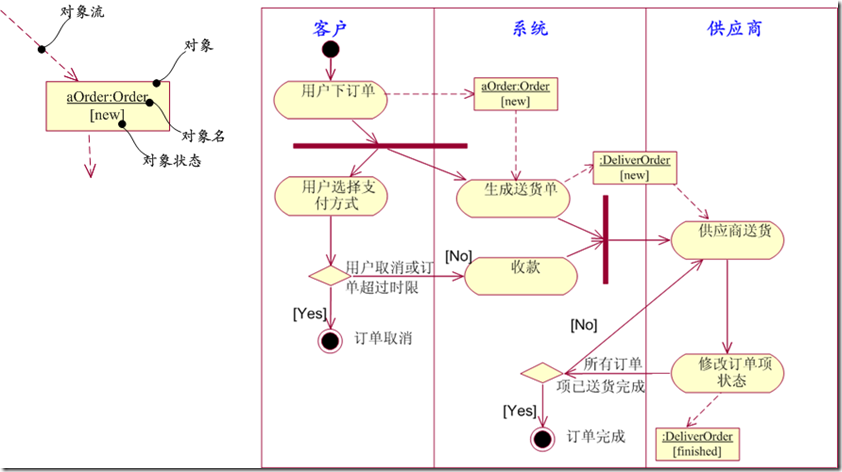 对象流
对象
aOrder:Order
[new]
对象名
对象状态
客户
系统
供应商
用户下订单
aOrder:Order
[new]
:DeliverOrder
[new]
用户选择支
付方式
生成送货单
供应商送货
用户取消或订
单超过时限
[No]
收款
[Yes]
订单取消
[No]
所有订单
项已送货完成
修改订单项
状态
[Yes]
订单完成
:DeliverOrder
[finished]